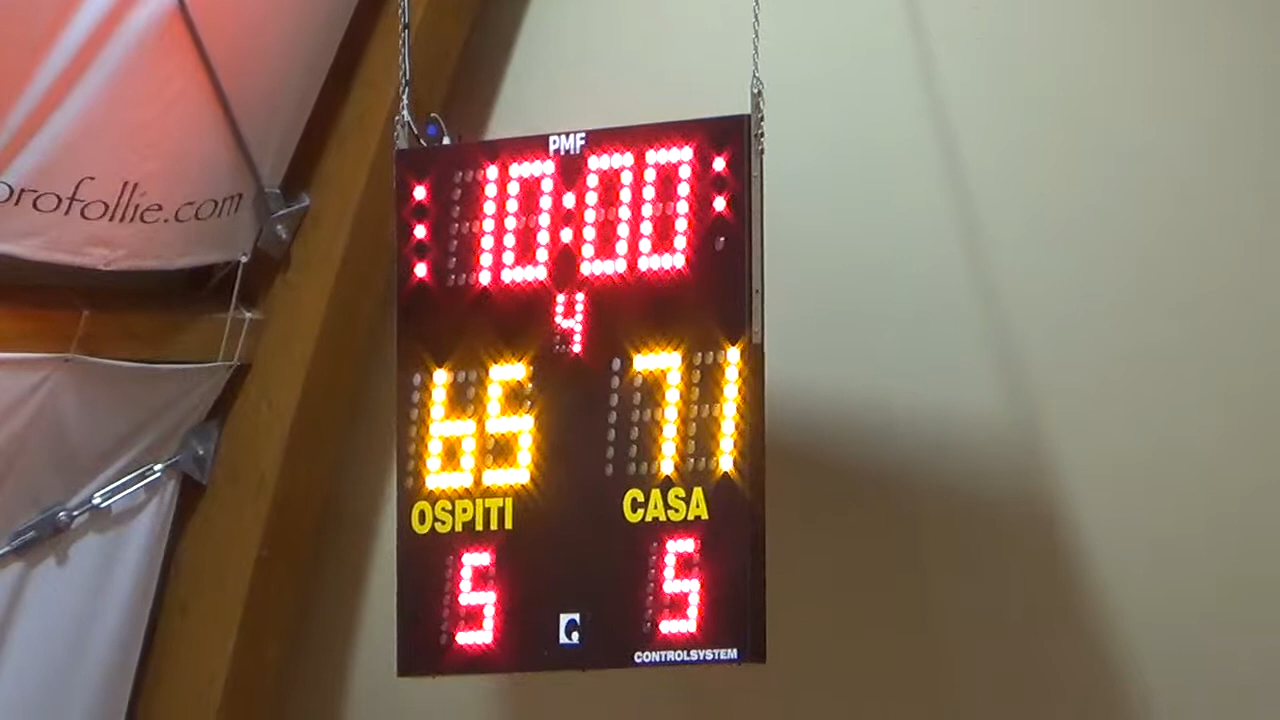 profollie.com
PMF
10:00
4
65 71
OSPITI CASA
5 5
CONTROLSYSTEM